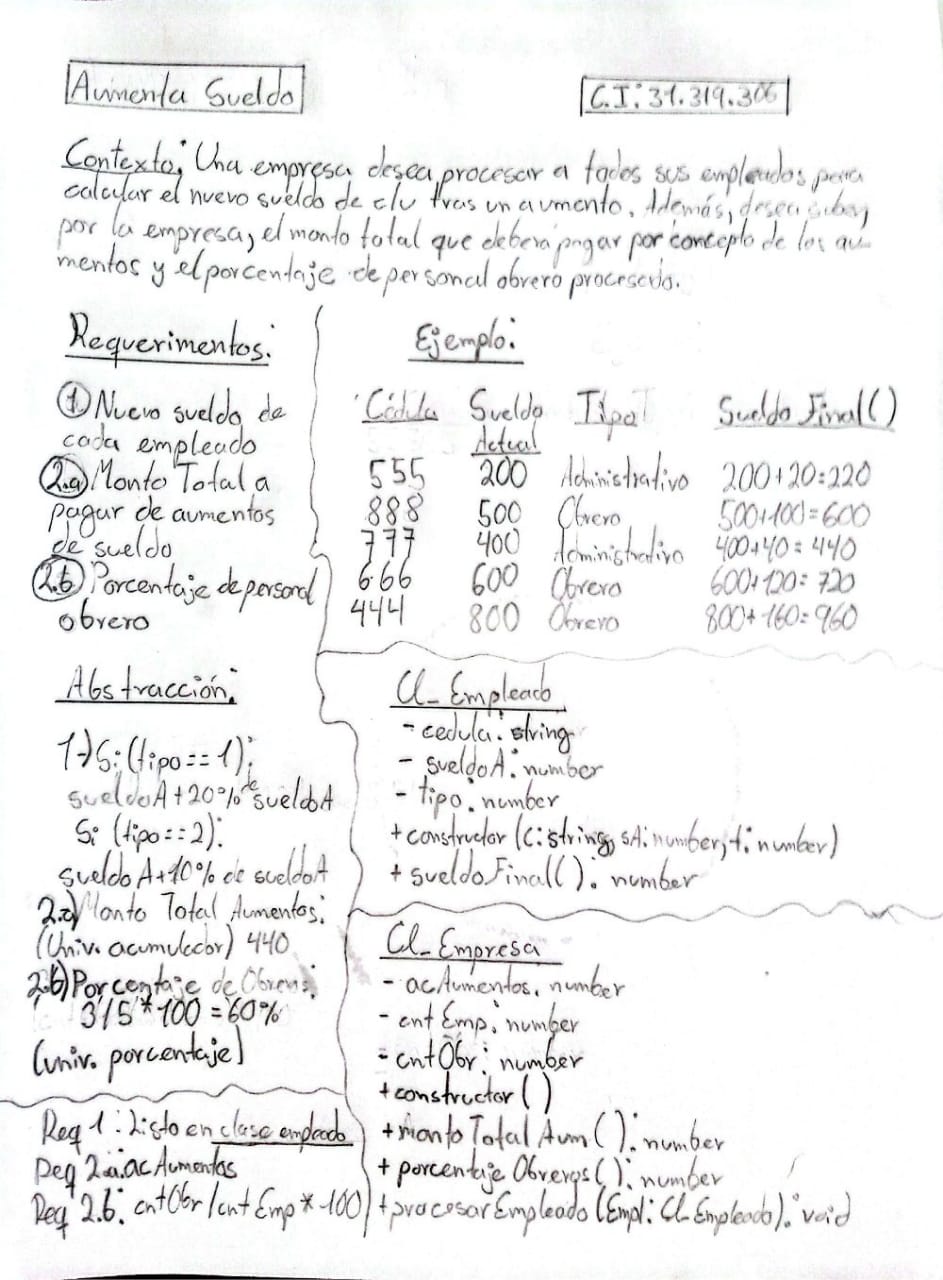 Aumenta Sueldo
C.I: 31.319.306
Contexto: Una empresa desea procesar a todos sus empleados para
calcular el nuevo sueldo de c/u tras un aumento. Además, desea saber,
por la empresa, el monto total que deberá pagar por concepto de los au-
mentos y el porcentaje de personal obrero procesado.
Requerimentos:
① Nuevo sueldo de
cada empleado
2.a) Monto Total a
pagar de aumentos
de sueldo
2.b) Porcentaje de personal
obrero
Ejemplo:
Cédula Sueldo Actual Tipo Sueldo Final()
555 200 Administrativo 200+20=220
888 500 Obrero 500+100=600
777 400 Administrativo 400+40=440
666 600 Obrero 600+120=720
444 800 Obrero 800+160=960
Abstracción:
1→Si (tipo==1):
sueldoA+20% de sueldoA
Si (tipo==2):
sueldoA+10% de sueldoA
2.a) Monto Total Aumentos:
(Univ. acumulador) 440
2.b) Porcentaje de Obreros:
3/5*100=60%
(univ. porcentaje)
Cl_Empleado
- cedula: string
- sueldoA: number
- tipo: number
+ constructor (c: string, sA: number, t: number)
+ sueldoFinal(): number
Cl_Empresa
- acAumentos: number
- cntEmp: number
- cntObr: number
+ constructor()
+ montoTotalAum(): number
+ porcentajeObreros(): number
+ procesarEmpleado (Empl: Cl_Empleado): void
Req 1: Listo en clase empleado
Req 2.a: acAumentos
Req 2.b: cntObr/cntEmp*100